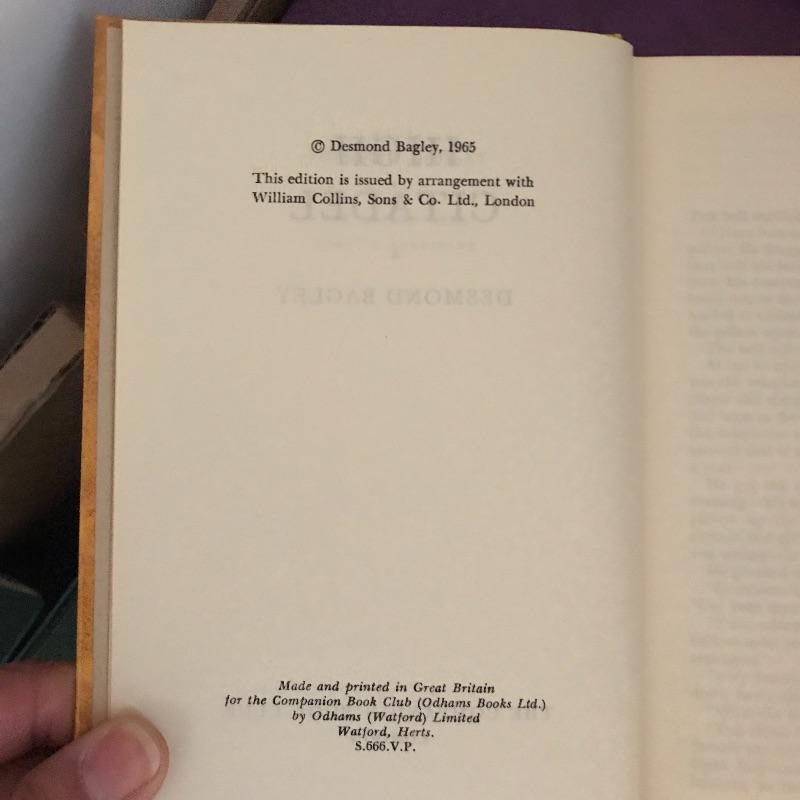 © Desmond Bagley, 1965
This edition is issued by arrangement with
William Collins, Sons & Co. Ltd., London
Made and printed in Great Britain
for the Companion Book Club (Odhams Books Ltd.)
by Odhams (Watford) Limited
Watford, Herts.
S.666.V.P.